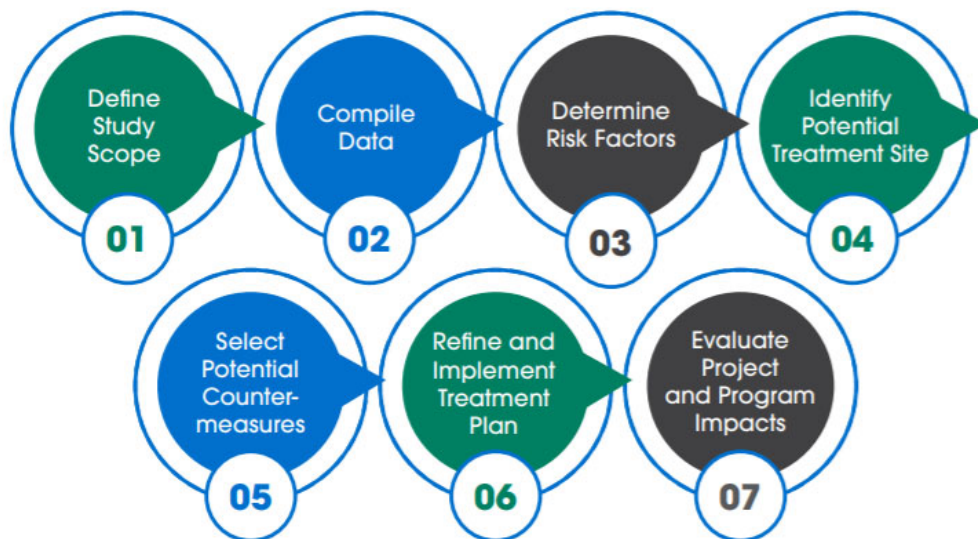 Define
Study
Scope
01
Compile
Data
02
Determine
Risk Factors
03
Identify
Potential
Treatment Site
04
Select
Potential
Counter-
measures
05
Refine and
Implement
Treatment
Plan
06
Evaluate
Project
and Program
Impacts
07